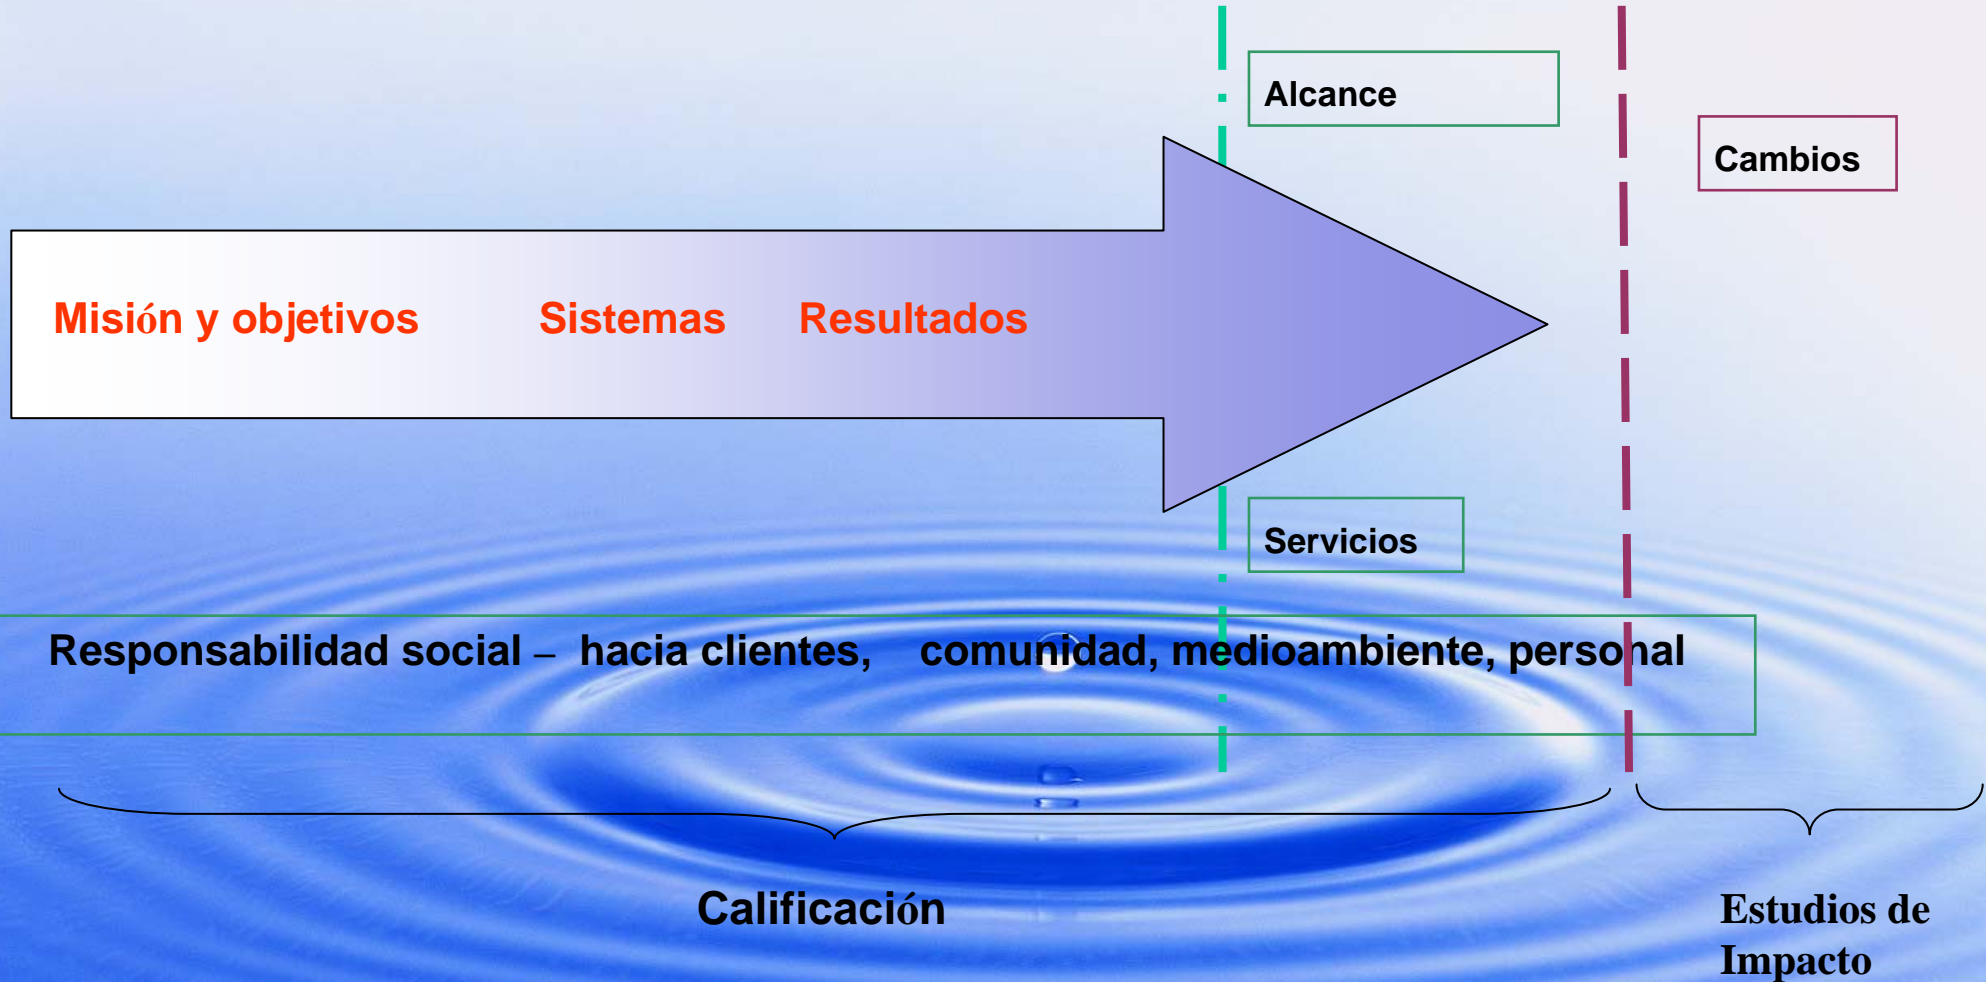 Alcance
Cambios
Misión y objetivos Sistemas Resultados
Servicios
Responsabilidad social – hacia clientes, comunidad, medioambiente, personal
Calificación
Estudios de
Impacto